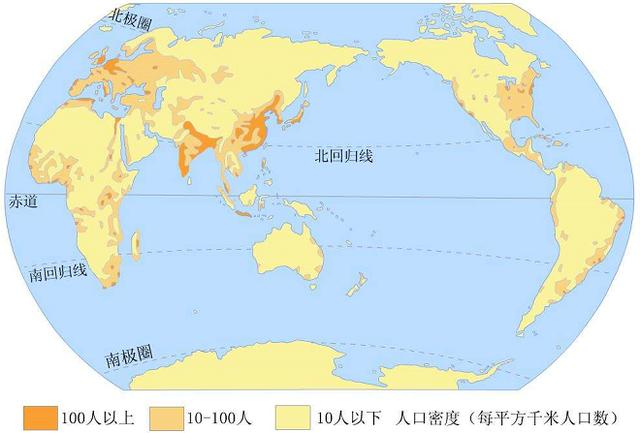 北极圈
北回归线
赤道
南回归线
南极圈
100人以上 10-100人 10人以下 人口密度（每平方千米人口数）